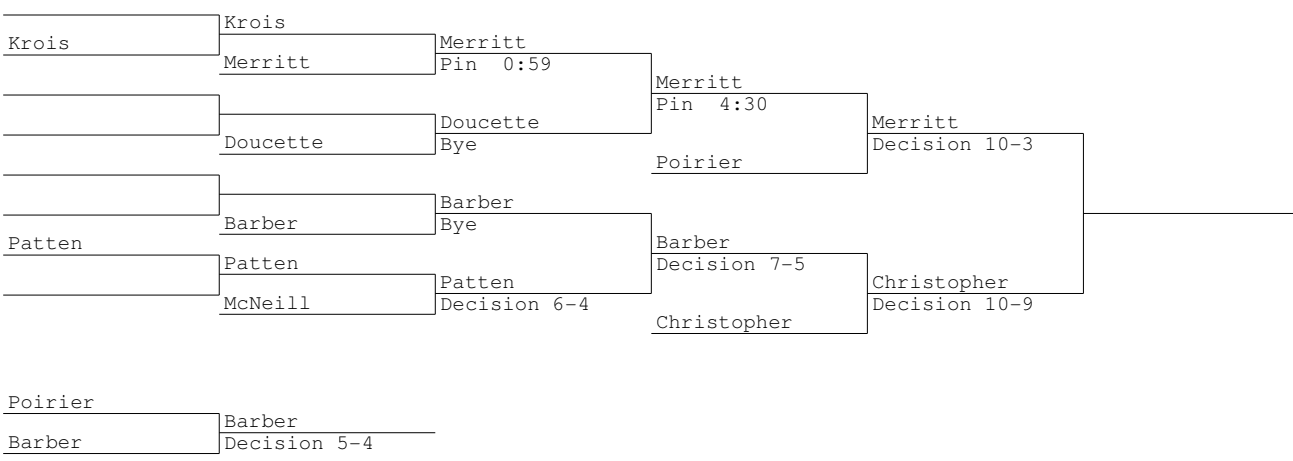 Krois
Krois
Merritt
Merritt
Pin 0:59
Merritt
Pin 4:30
Doucette
Doucette
Bye
Merritt
Decision 10-3
Poirier
Barber
Barber
Bye
Patten
Barber
Decision 7-5
Patten
McNeill
Patten
Decision 6-4
Christopher
Decision 10-9
Christopher
Poirier
Barber
Barber
Decision 5-4